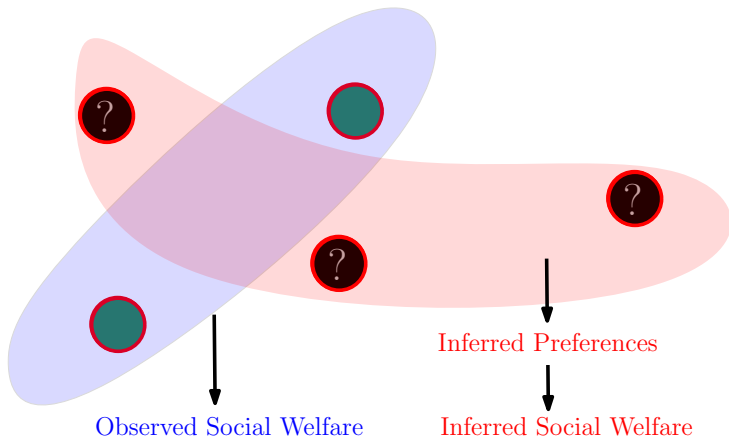 ?
?
?
Inferred Preferences
Observed Social Welfare
Inferred Social Welfare